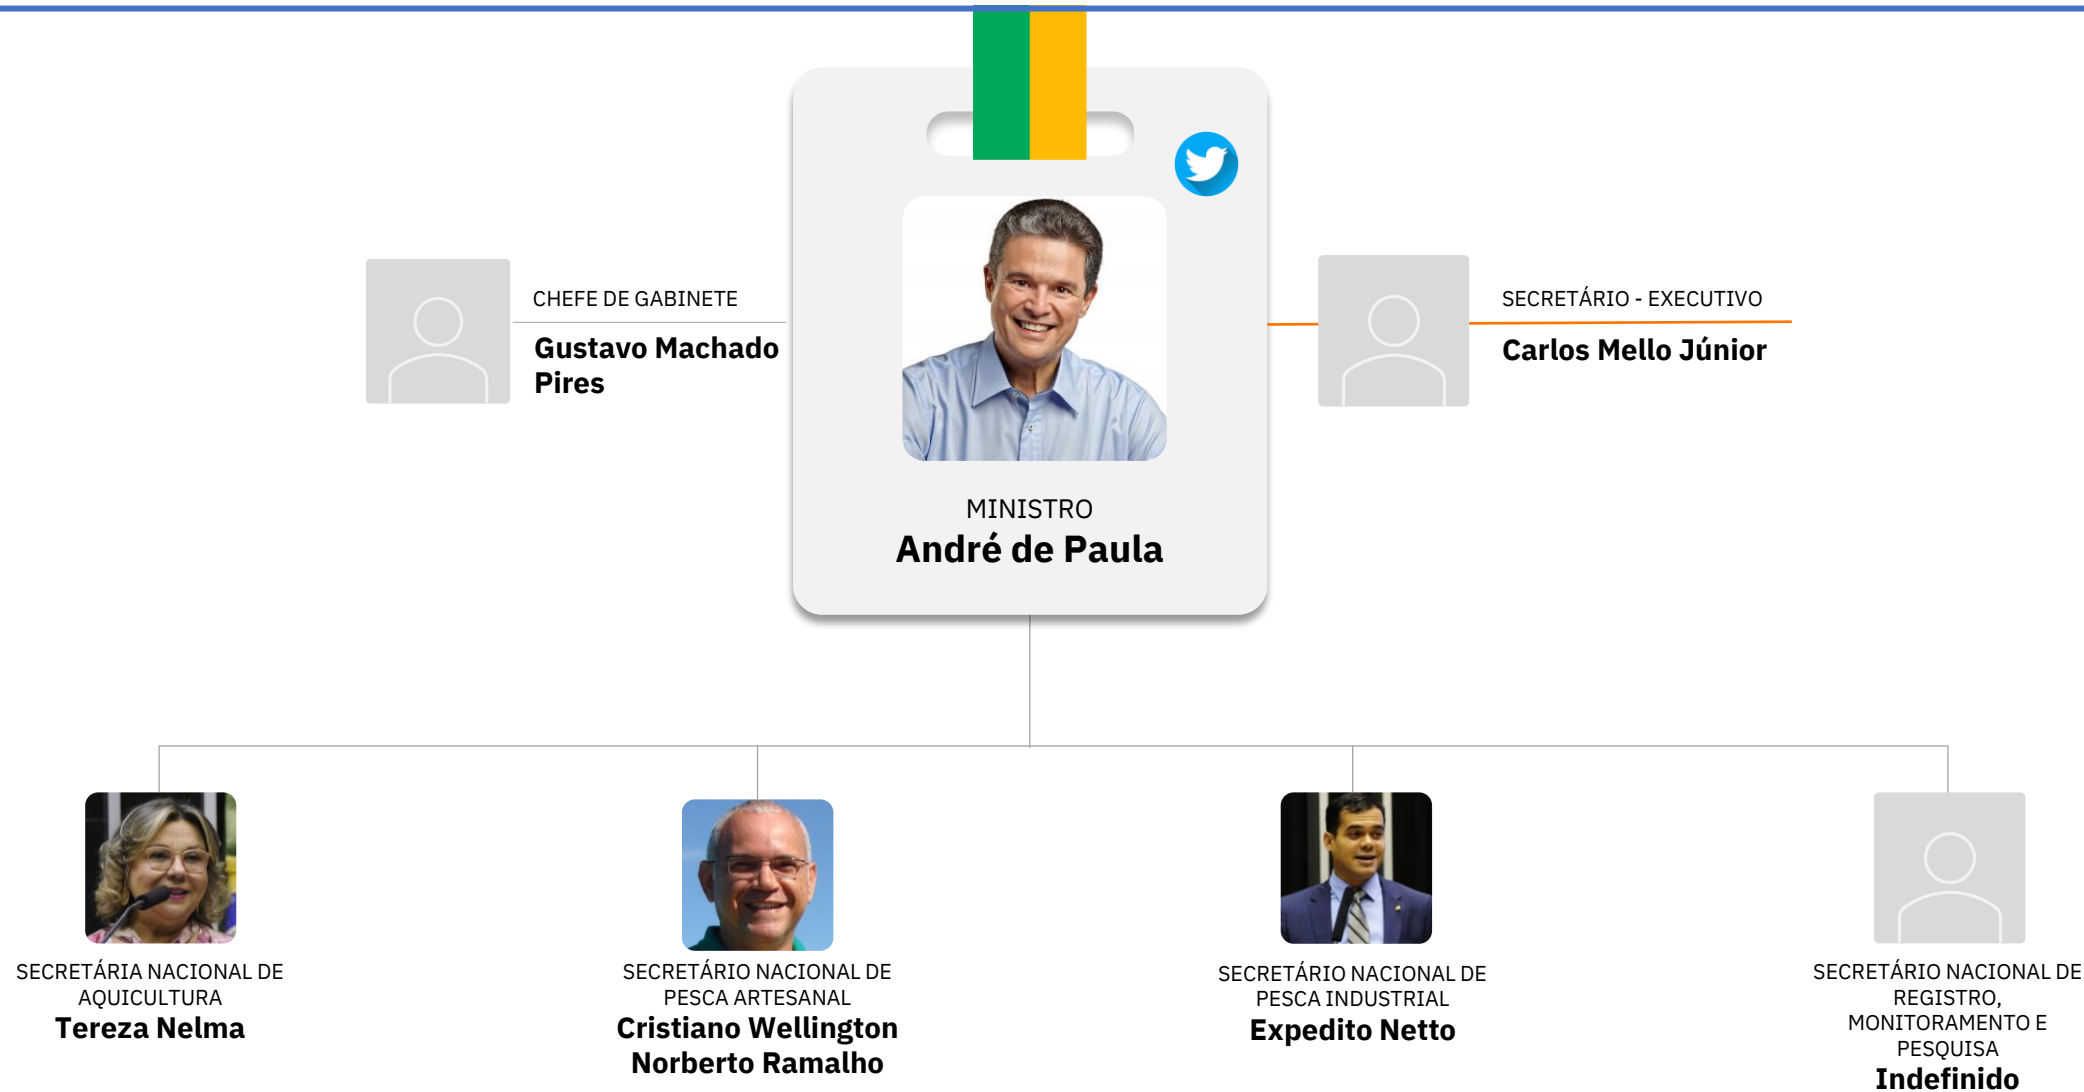 CHEFE DE GABINETE
Gustavo Machado
Pires
SECRETÁRIO - EXECUTIVO
Carlos Mello Júnior
MINISTRO
André de Paula
SECRETÁRIA NACIONAL DE
AQUICULTURA
Tereza Nelma
SECRETÁRIO NACIONAL DE
PESCA ARTESANAL
Cristiano Wellington
Norberto Ramalho
SECRETÁRIO NACIONAL DE
PESCA INDUSTRIAL
Expedito Netto
SECRETÁRIO NACIONAL DE
REGISTRO,
MONITORAMENTO E
PESQUISA
Indefinido